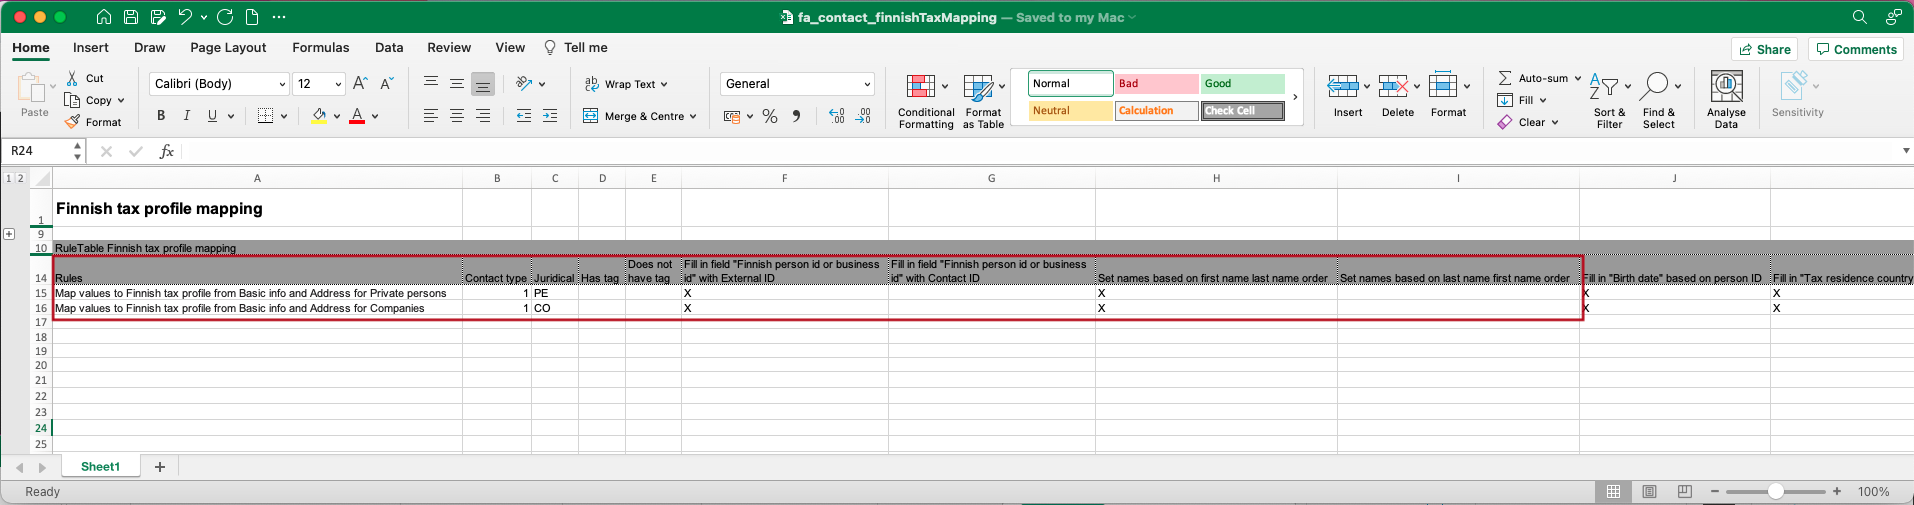 fa_contact_finnishTaxMapping — Saved to my Mac
Home Insert Draw Page Layout Formulas Data Review View Tell me Share Comments
Paste
Cut
Copy
Format
Calibri (Body) 12 A A
B I U A
Wrap Text
Merge & Centre
General
% 
Conditional Formatting
Format as Table
Normal Bad Good
Neutral Calculation Check Cell
Insert Delete Format
Auto-sum
Fill
Clear
Sort & Filter
Find & Select
Analyse Data
Sensitivity
R24 fx
1 2 A B C D E F G H I J
1 Finnish tax profile mapping
9
10 RuleTable Finnish tax profile mapping
14 Rules Contact type Juridical Has tag Does not have tag Fill in field "Finnish person id or business id" with External ID Fill in field "Finnish person id or business id" with Contact ID Set names based on first name last name order Set names based on last name first name order Fill in "Birth date" based on person ID Fill in "Tax residence country
15 Map values to Finnish tax profile from Basic info and Address for Private persons 1 PE X X X X
16 Map values to Finnish tax profile from Basic info and Address for Companies 1 CO X X X X
17
18
19
20
21
22
23
24
25
Sheet1 +
Ready 100%